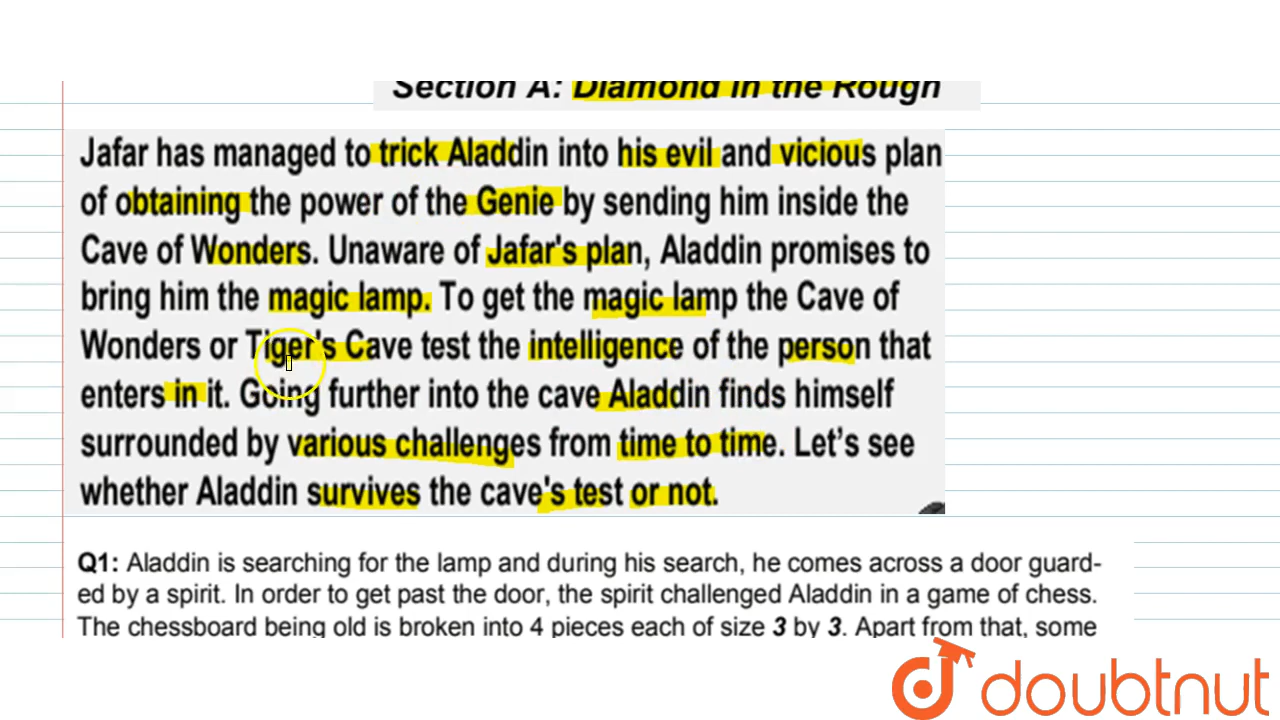 Section A: Diamond in the Rough
Jafar has managed to trick Aladdin into his evil and vicious plan
of obtaining the power of the Genie by sending him inside the
Cave of Wonders. Unaware of Jafar's plan, Aladdin promises to
bring him the magic lamp. To get the magic lamp the Cave of
Wonders or Tiger's Cave test the intelligence of the person that
enters in it. Going further into the cave Aladdin finds himself
surrounded by various challenges from time to time. Let's see
whether Aladdin survives the cave's test or not.
Q1: Aladdin is searching for the lamp and during his search, he comes across a door guard-
ed by a spirit. In order to get past the door, the spirit challenged Aladdin in a game of chess.
The chessboard being old is broken into 4 pieces each of size 3 by 3. Apart from that, some
doubtnut